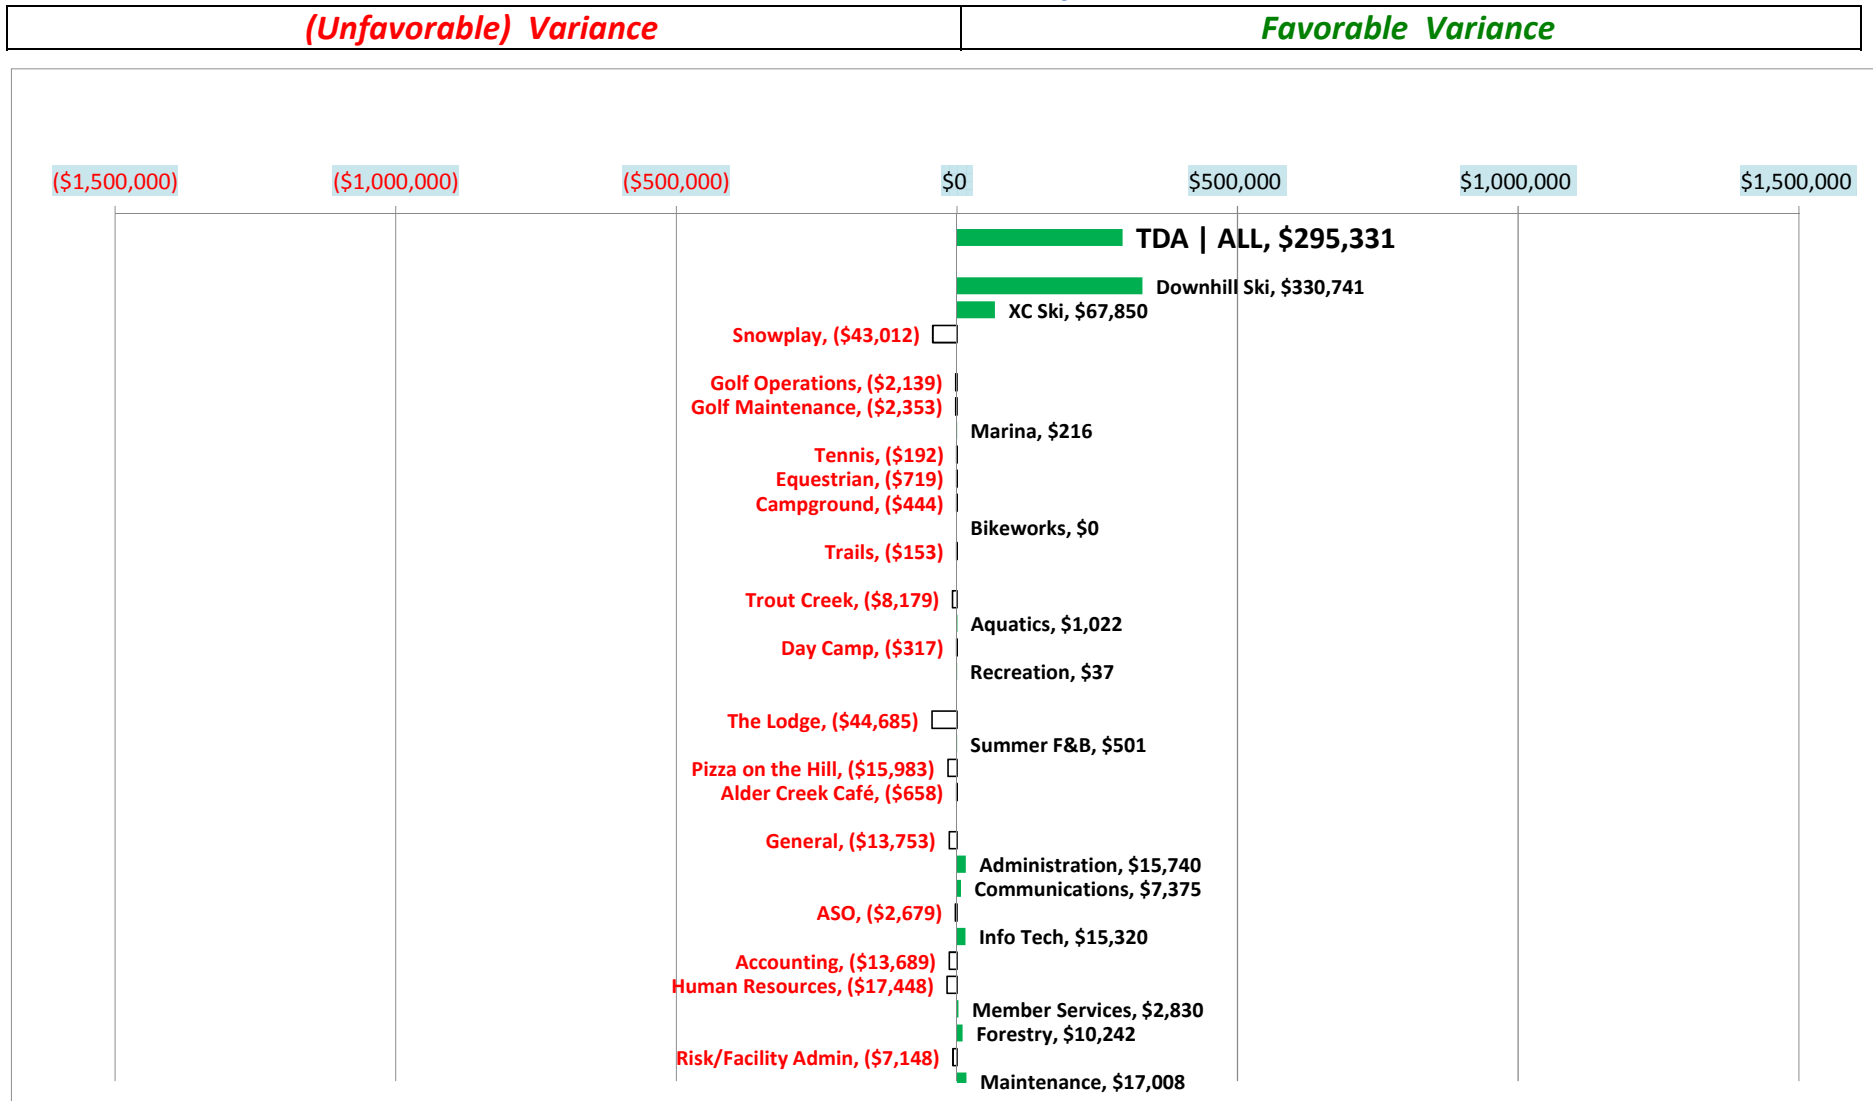 (Unfavorable) Variance
Favorable Variance
($1,500,000)
($1,000,000)
($500,000)
$0
$500,000
$1,000,000
$1,500,000
TDA | ALL, $295,331
Downhill Ski, $330,741
XC Ski, $67,850
Snowplay, ($43,012)
Golf Operations, ($2,139)
Golf Maintenance, ($2,353)
Marina, $216
Tennis, ($192)
Equestrian, ($719)
Campground, ($444)
Bikeworks, $0
Trails, ($153)
Trout Creek, ($8,179)
Aquatics, $1,022
Day Camp, ($317)
Recreation, $37
The Lodge, ($44,685)
Summer F&B, $501
Pizza on the Hill, ($15,983)
Alder Creek Café, ($658)
General, ($13,753)
Administration, $15,740
Communications, $7,375
ASO, ($2,679)
Info Tech, $15,320
Accounting, ($13,689)
Human Resources, ($17,448)
Member Services, $2,830
Forestry, $10,242
Risk/Facility Admin, ($7,148)
Maintenance, $17,008